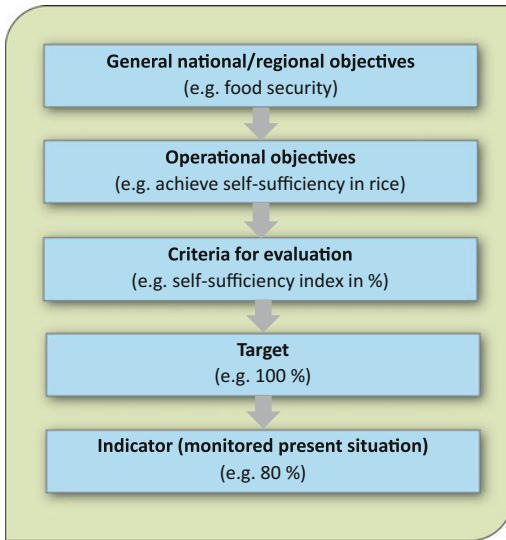 General national/regional objectives
(e.g. food security)
Operational objectives
(e.g. achieve self-sufficiency in rice)
Criteria for evaluation
(e.g. self-sufficiency index in %)
Target
(e.g. 100 %)
Indicator (monitored present situation)
(e.g. 80 %)